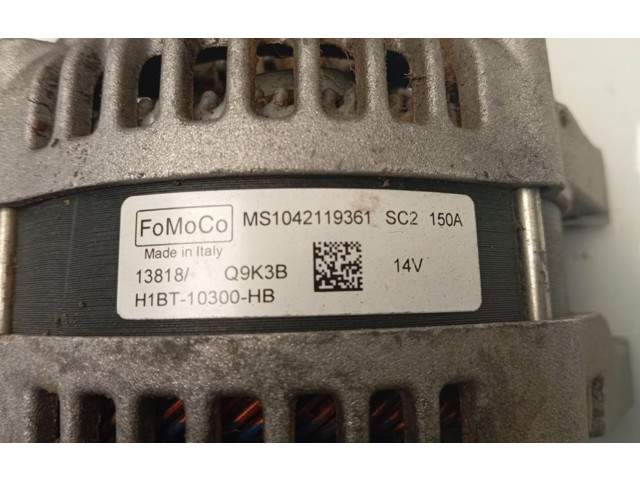 FoMoCo MS1042119361 SC2 150A
Made in Italy
13818/ Q9K3B 14V
H1BT-10300-HB